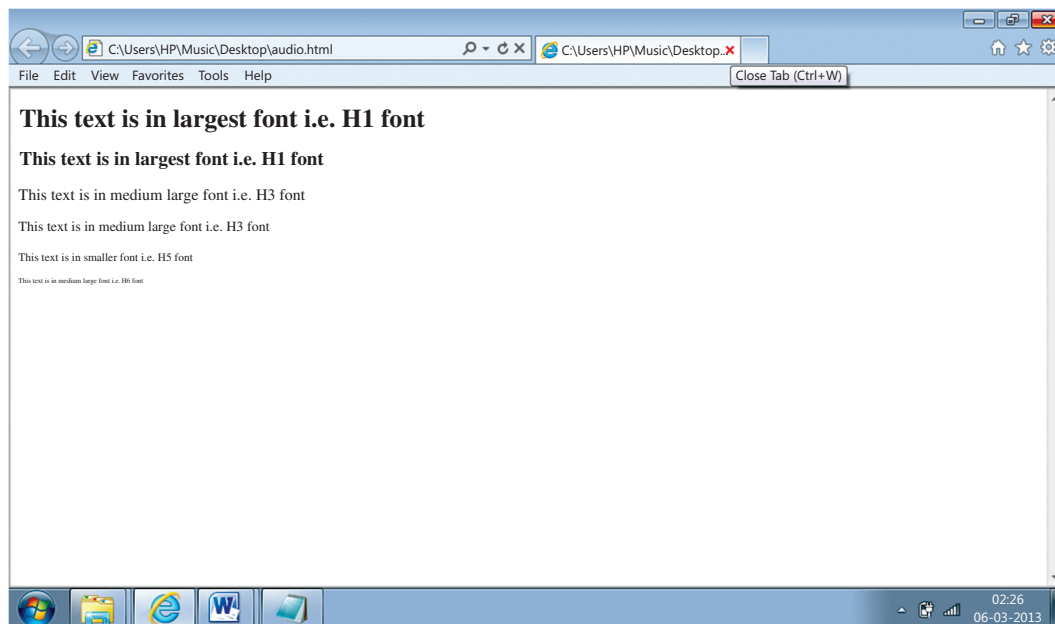 C:\Users\HP\Music\Desktop\audio.html
C:\Users\HP\Music\Desktop..
File Edit View Favorites Tools Help
Close Tab (Ctrl+W)
This text is in largest font i.e. H1 font
This text is in largest font i.e. H1 font
This text is in medium large font i.e. H3 font
This text is in medium large font i.e. H3 font
This text is in smaller font i.e. H5 font
This text is in medium large font i.e. H6 font
W
02:26
06-03-2013